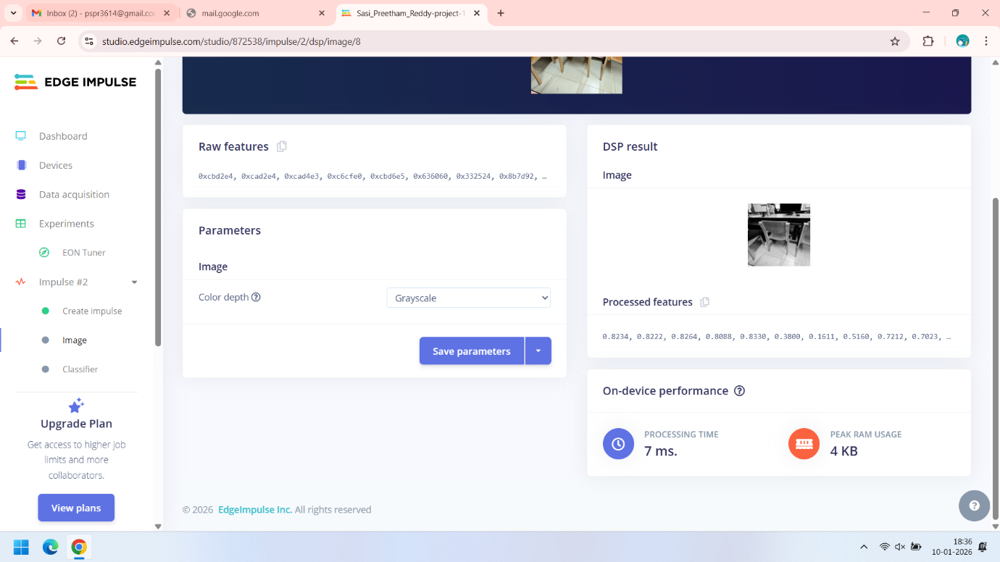 Inbox (2) - pspr3614@gmail.cor
mail.google.com
Sasi_Preetham_Reddy-project-1
studio.edgeimpulse.com/studio/872538/impulse/2/dsp/image/8
EDGE IMPULSE
Dashboard
Devices
Data acquisition
Experiments
EON Tuner
Impulse #2
Create impulse
Image
Classifier
Upgrade Plan
Get access to higher job
limits and more
collaborators.
View plans
Raw features
0xcbd2e4, 0xcad2e4, 0xcad4e3, 0xc6cfe0, 0xcbd6e5, 0x636060, 0x332524, 0x8b7d92, …
Parameters
Image
Color depth
Grayscale
Save parameters
DSP result
Image
Processed features
0.8234, 0.8222, 0.8264, 0.8088, 0.8330, 0.3800, 0.1611, 0.5160, 0.7212, 0.7023, …
On-device performance
PROCESSING TIME
7 ms.
PEAK RAM USAGE
4 KB
© 2026 EdgeImpulse Inc. All rights reserved
18:36
10-01-2026